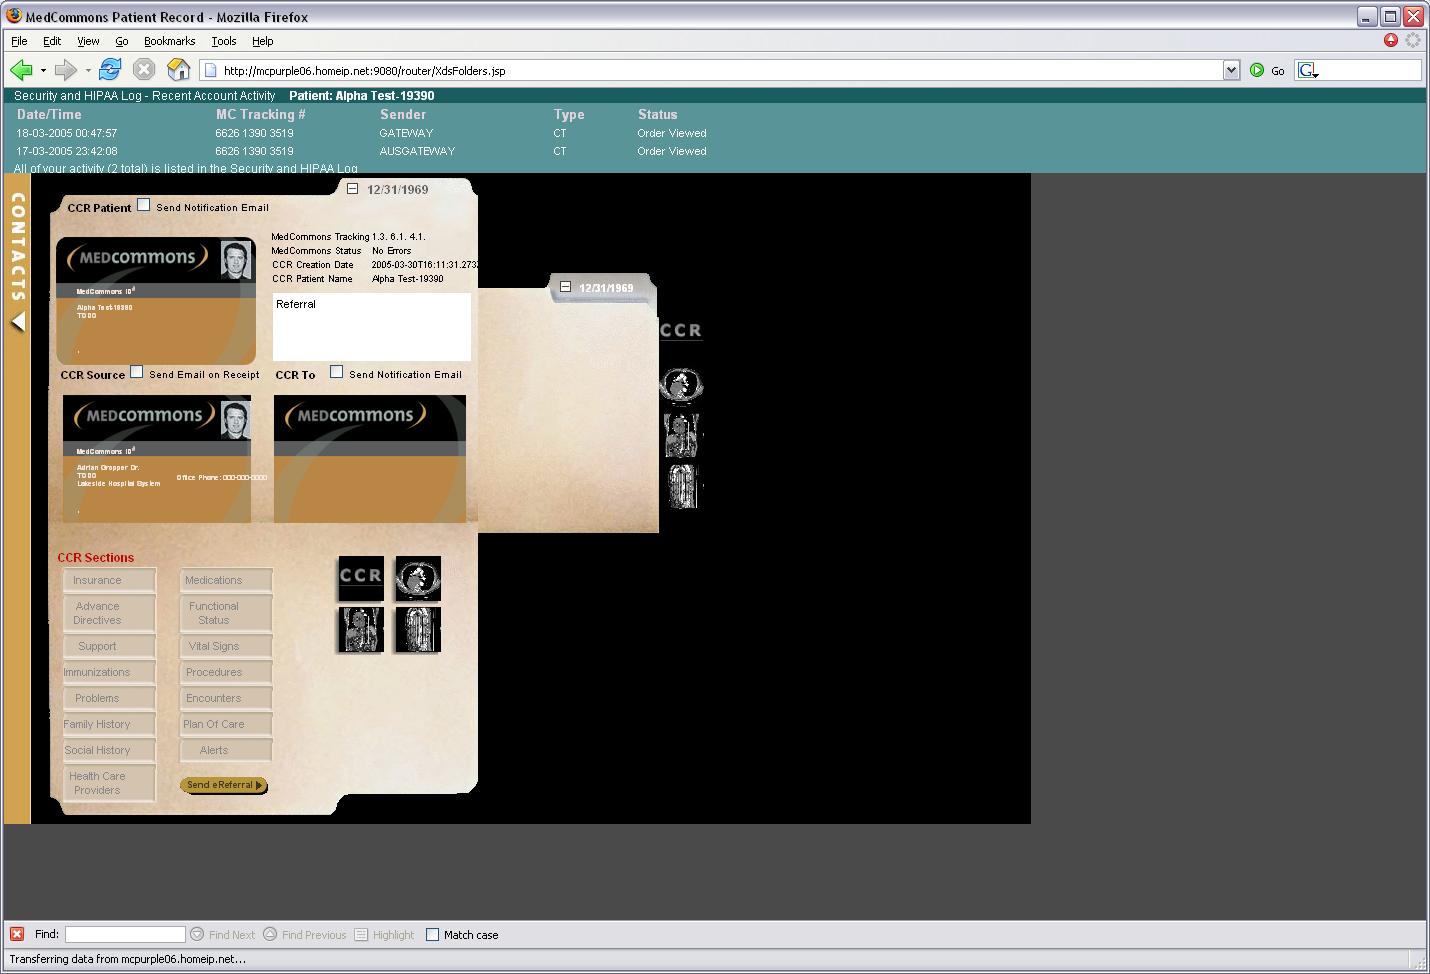 MedCommons Patient Record - Mozilla Firefox
File Edit View Go Bookmarks Tools Help
http://mcpurple06.homeip.net:9080/router/XdsFolders.jsp Go G
Security and HIPAA Log - Recent Account Activity Patient: Alpha Test-19390
Date/Time MC Tracking # Sender Type Status
18-03-2005 00:47:57 6626 1390 3519 GATEWAY CT Order Viewed
17-03-2005 23:42:08 6626 1390 3519 AUSGATEWAY CT Order Viewed
All of your activity (2 total) is listed in the Security and HIPAA Log
CONTACTS
12/31/1969
CCR Patient Send Notification Email
MedCommons Tracking 1.3. 6.1. 4.1.
MedCommons Status No Errors
CCR Creation Date 2005-03-30T16:11:31.273
CCR Patient Name Alpha Test-19390
MEDcommons
MedCommons ID#
Alpha Test-19390
TODO
,
Referral
12/31/1969
CCR
CCR Source Send Email on Receipt
CCR To Send Notification Email
MEDcommons
MedCommons ID#
Adrian Gropper Dr.
TODO
Lakeside Hospital System
Office Phone: 000-000-0000
,
MEDcommons
CCR Sections
Insurance Medications
Advance Directives
Functional Status
Support Vital Signs
Immunizations Procedures
Problems Encounters
Family History Plan Of Care
Social History Alerts
Health Care Providers
Send eReferral
CCR
Find: Find Next Find Previous Highlight Match case
Transferring data from mcpurple06.homeip.net...